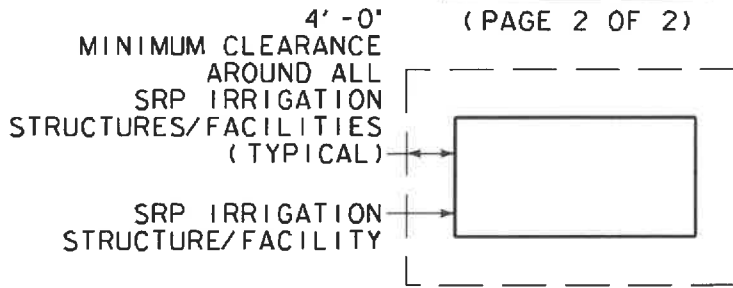 4'-0"
MINIMUM CLEARANCE
AROUND ALL
SRP IRRIGATION
STRUCTURES/FACILITIES
(TYPICAL)
SRP IRRIGATION
STRUCTURE/FACILITY
(PAGE 2 OF 2)